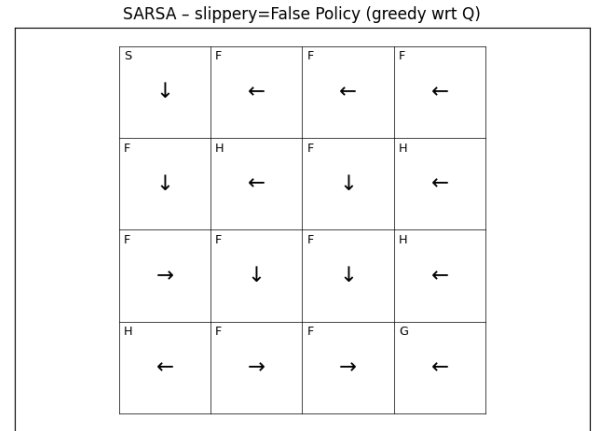 SARSA – slippery=False Policy (greedy wrt Q)
S F F F
↓ ← ← ←
F H F H
↓ ← ↓ ←
F F F H
→ ↓ ↓ ←
H F F G
← → → ←